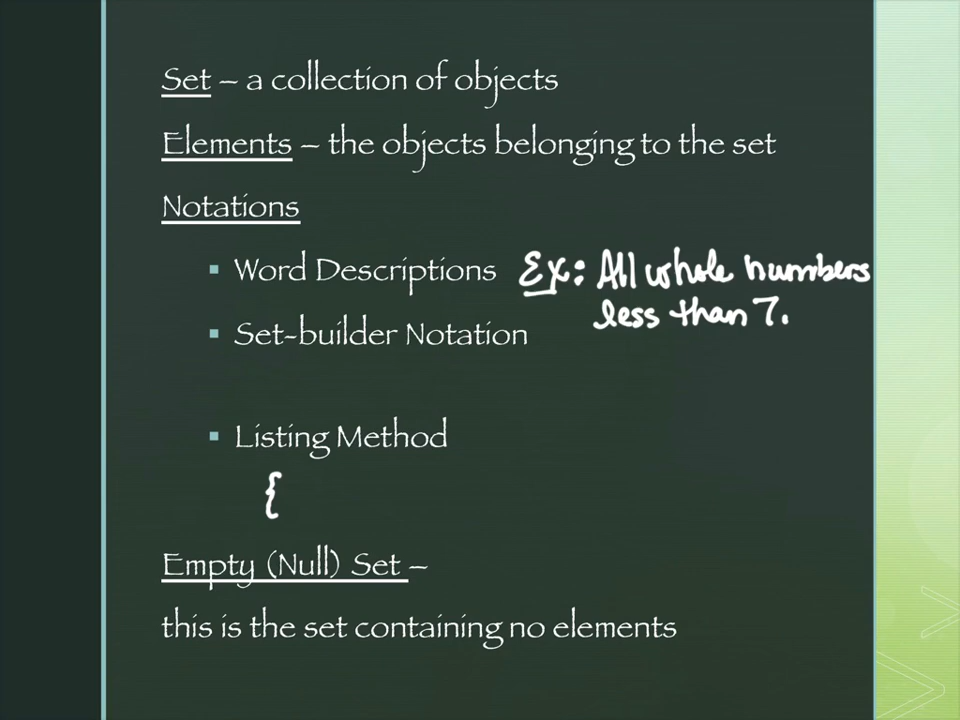 Set – a collection of objects
Elements – the objects belonging to the set
Notations
▪ Word Descriptions Ex: All whole numbers
less than 7.
▪ Set-builder Notation
▪ Listing Method
{
Empty (Null) Set –
this is the set containing no elements